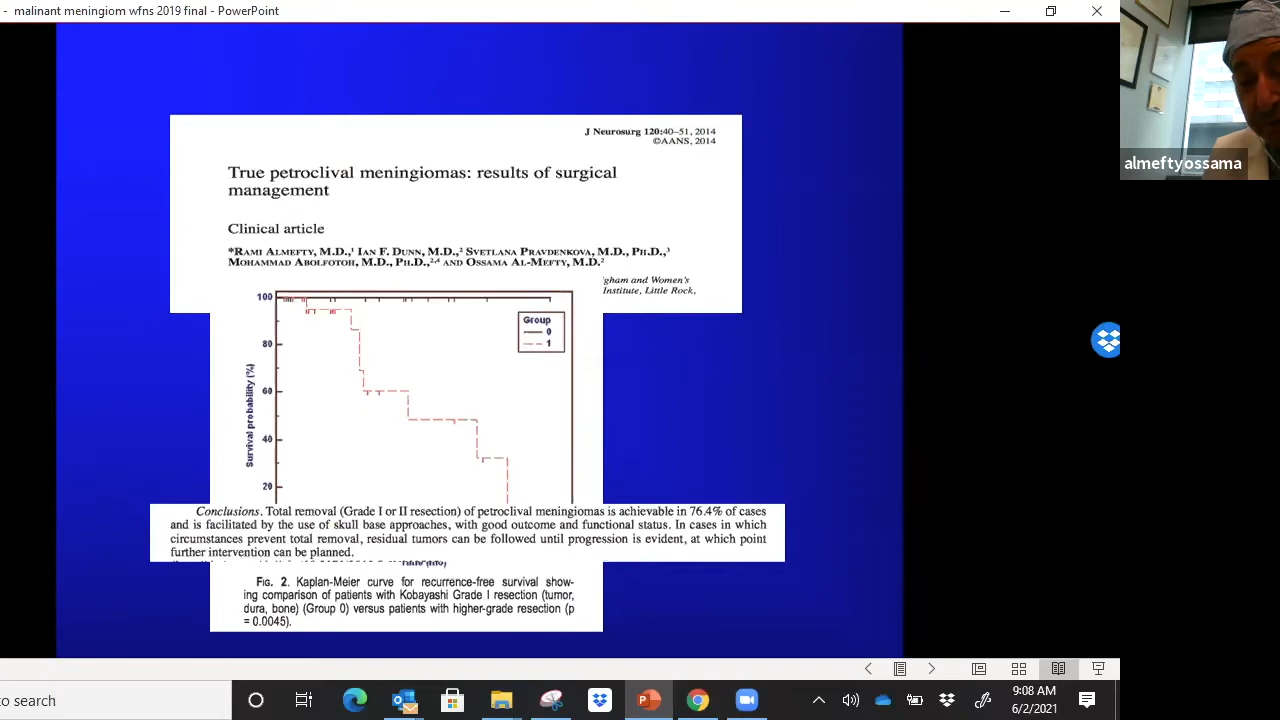 - malinant meningiom wfns 2019 final - PowerPoint
almeftyossama
J Neurosurg 120:40–51, 2014
©AANS, 2014
True petroclival meningiomas: results of surgical
management
Clinical article
*Rami Almefty, M.D.,¹ Ian F. Dunn, M.D.,² Svetlana Pravdenkova, M.D., Ph.D.,³
Mohammad Abolfotoh, M.D., Ph.D.,²,⁴ and Ossama Al-Mefty, M.D.²
gham and Women's
Institute, Little Rock,
100
80
60
40
20
Survival probability (%)
Group
0
1
Conclusions. Total removal (Grade I or II resection) of petroclival meningiomas is achievable in 76.4% of cases
and is facilitated by the use of skull base approaches, with good outcome and functional status. In cases in which
circumstances prevent total removal, residual tumors can be followed until progression is evident, at which point
further intervention can be planned.
Fig. 2. Kaplan-Meier curve for recurrence-free survival show-
ing comparison of patients with Kobayashi Grade I resection (tumor,
dura, bone) (Group 0) versus patients with higher-grade resection (p
= 0.0045).
to search
9:08 AM
6/2/2021